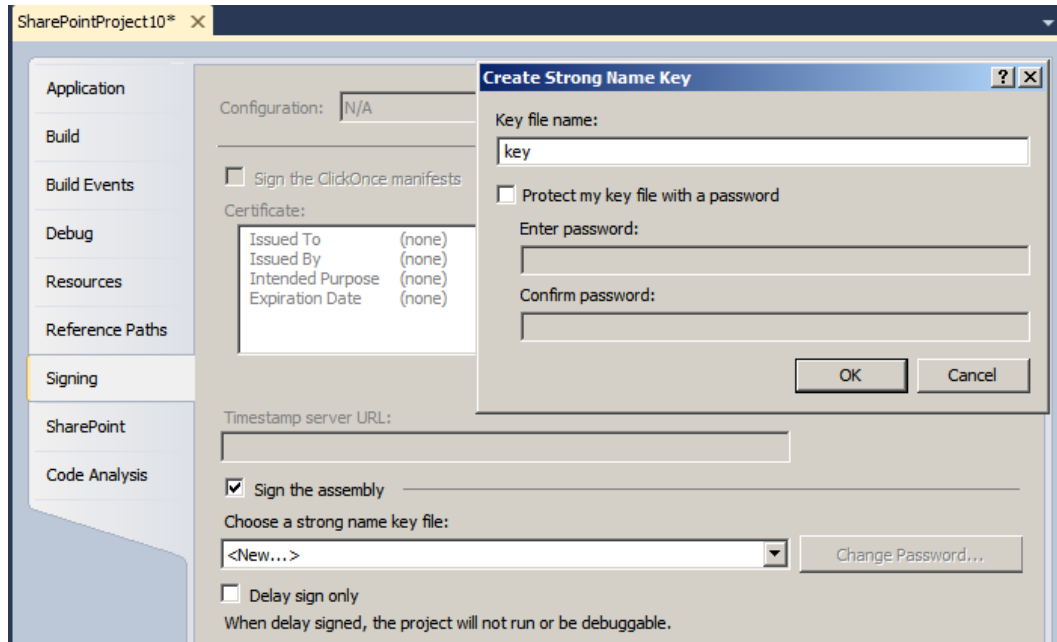 SharePointProject10*
Application
Build
Build Events
Debug
Resources
Reference Paths
Signing
SharePoint
Code Analysis
Configuration: N/A
Sign the ClickOnce manifests
Certificate:
Issued To (none)
Issued By (none)
Intended Purpose (none)
Expiration Date (none)
Timestamp server URL:
Sign the assembly
Choose a strong name key file:
<New...>
Change Password...
Delay sign only
When delay signed, the project will not run or be debuggable.
Create Strong Name Key
Key file name:
key
Protect my key file with a password
Enter password:
Confirm password:
OK
Cancel